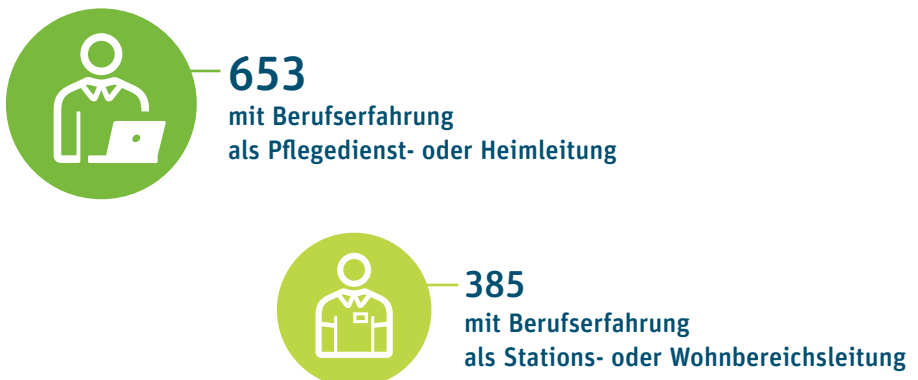 653
mit Berufserfahrung
als Pflegedienst- oder Heimleitung
385
mit Berufserfahrung
als Stations- oder Wohnbereichsleitung